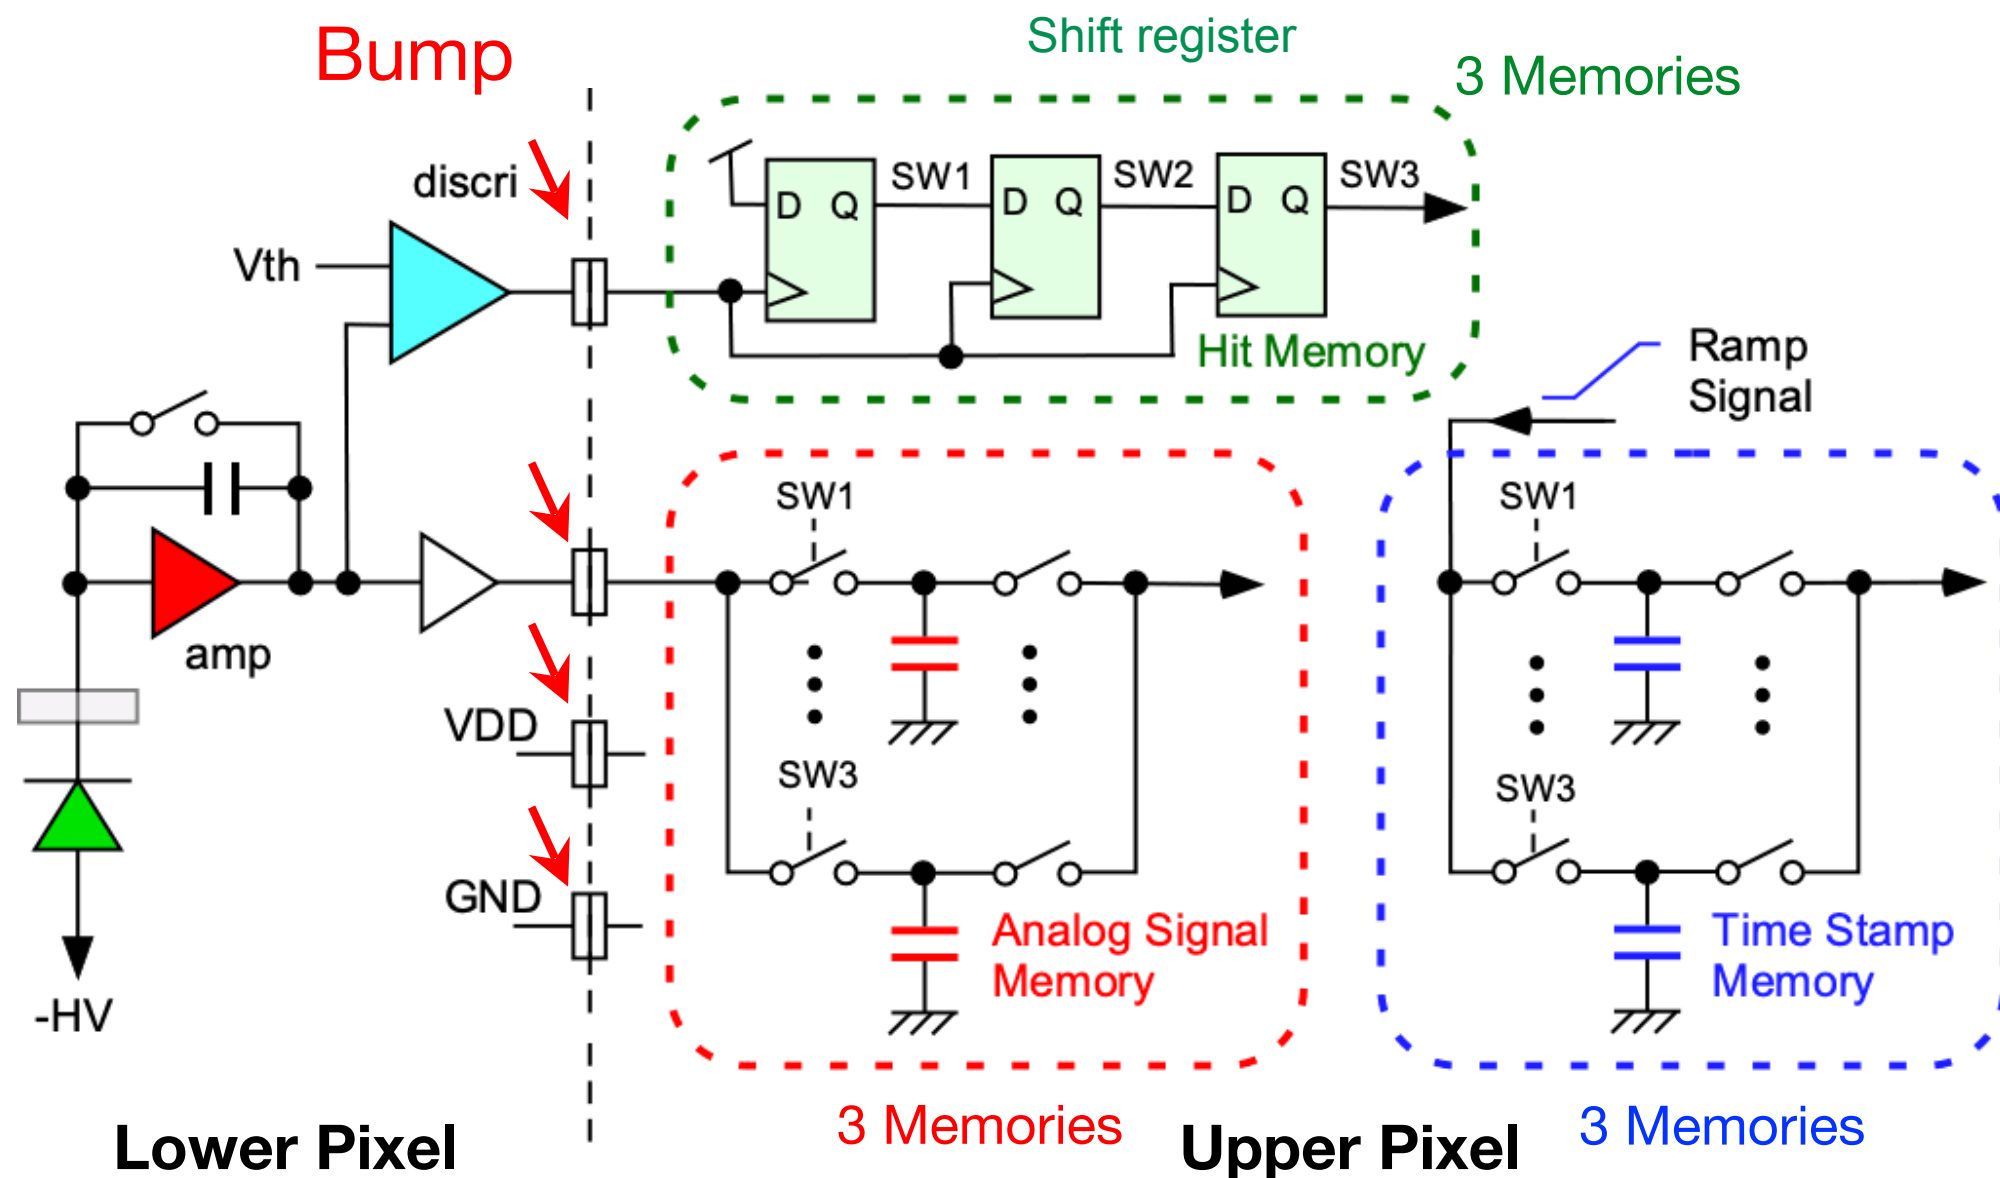 Bump
Shift register
3 Memories
discri
SW1
SW2
SW3
D Q
D Q
D Q
Vth
Hit Memory
Ramp
Signal
SW1
SW1
amp
VDD
SW3
SW3
GND
Analog Signal
Memory
Time Stamp
Memory
-HV
3 Memories
3 Memories
Lower Pixel
Upper Pixel